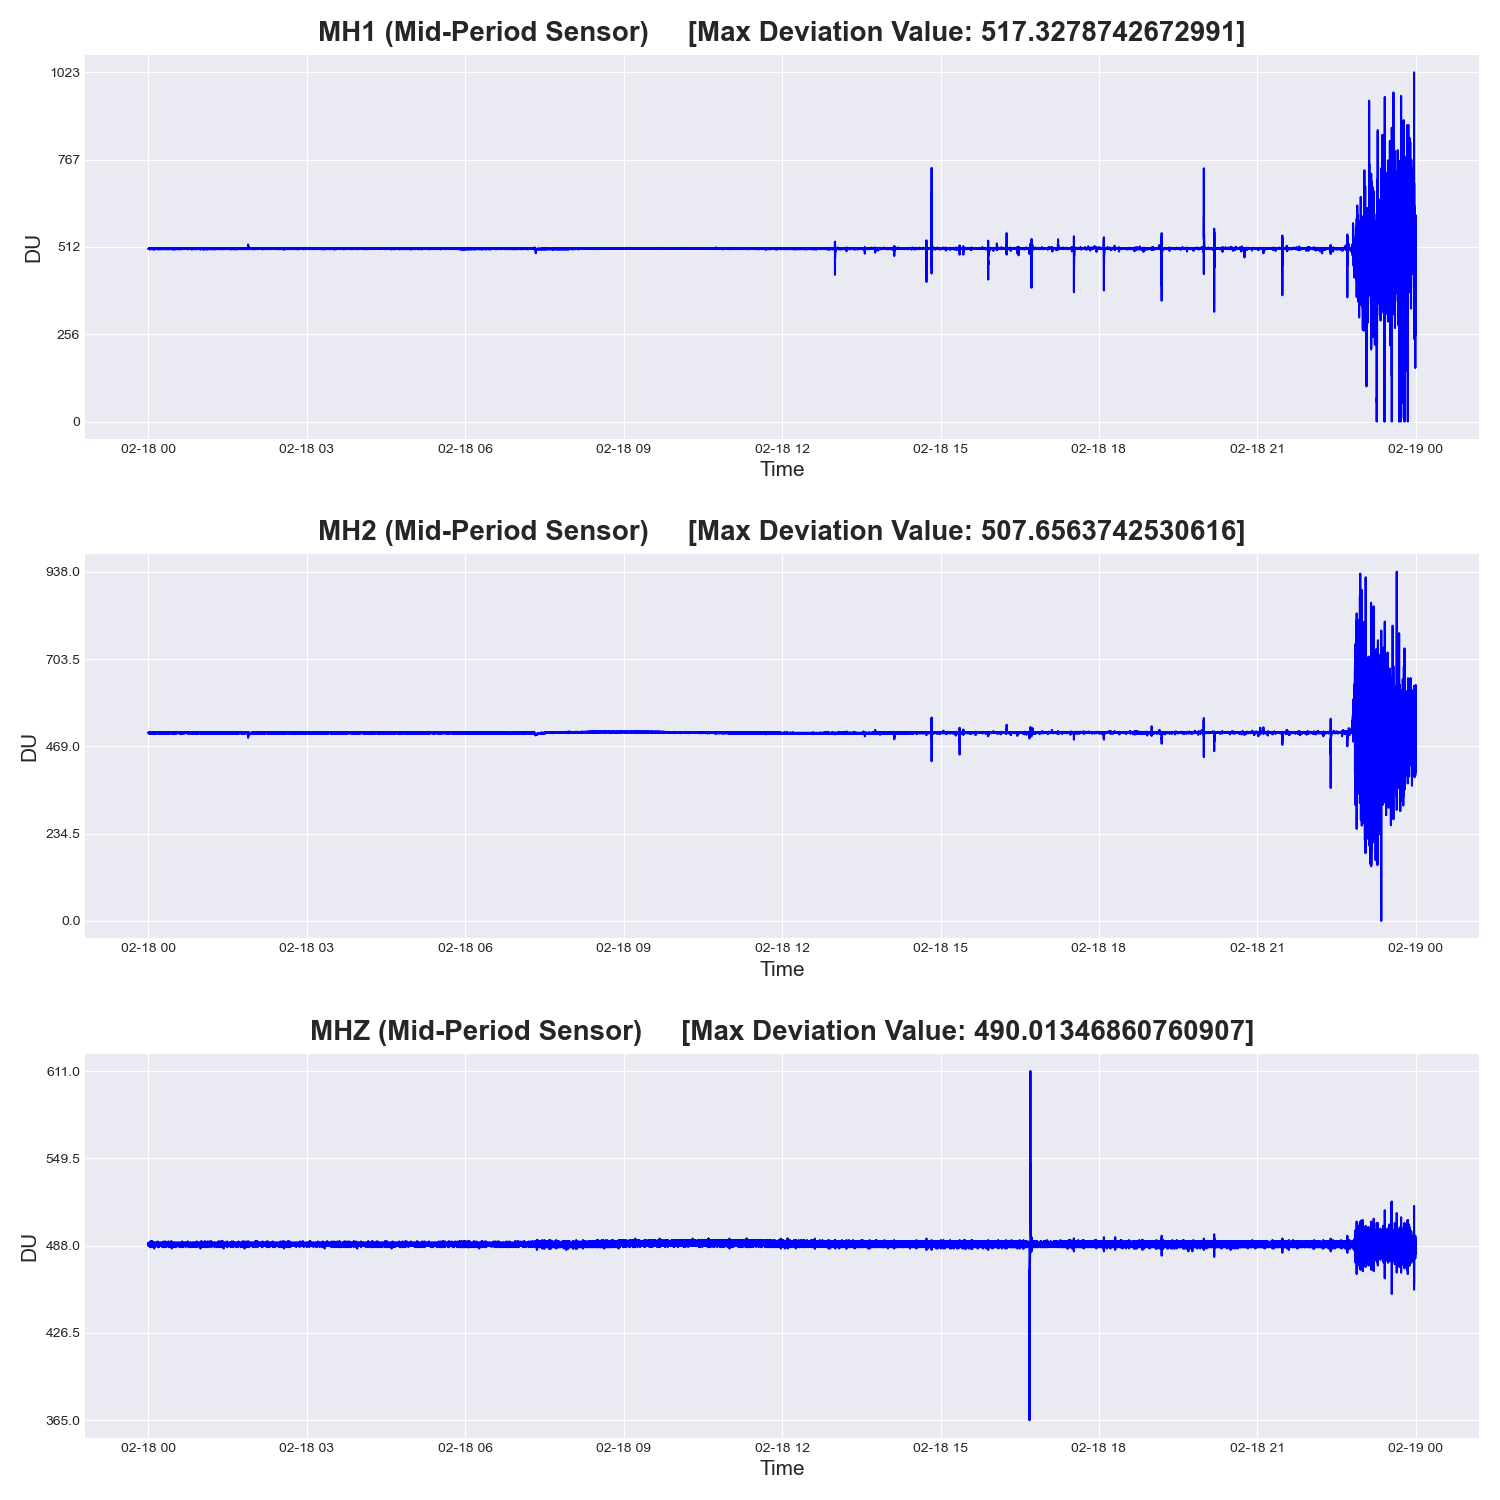 MH1 (Mid-Period Sensor) [Max Deviation Value: 517.3278742672991]
1023
767
512
256
0
DU
02-18 00 02-18 03 02-18 06 02-18 09 02-18 12 02-18 15 02-18 18 02-18 21 02-19 00
Time
MH2 (Mid-Period Sensor) [Max Deviation Value: 507.6563742530616]
938.0
703.5
469.0
234.5
0.0
DU
02-18 00 02-18 03 02-18 06 02-18 09 02-18 12 02-18 15 02-18 18 02-18 21 02-19 00
Time
MHZ (Mid-Period Sensor) [Max Deviation Value: 490.01346860760907]
611.0
549.5
488.0
426.5
365.0
DU
02-18 00 02-18 03 02-18 06 02-18 09 02-18 12 02-18 15 02-18 18 02-18 21 02-19 00
Time